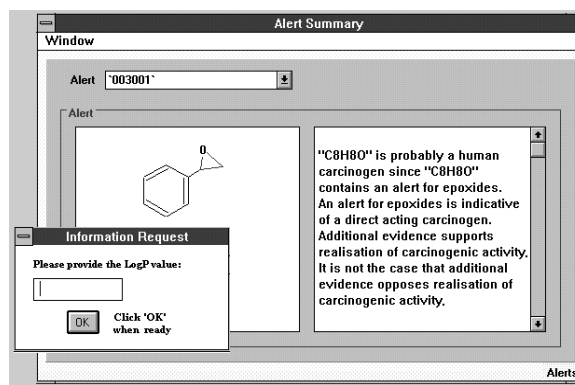 Alert Summary
Window
Alert `003001`
Alert
O
"C8H8O" is probably a human
carcinogen since "C8H8O"
contains an alert for epoxides.
An alert for epoxides is indicative
of a direct acting carcinogen.
Additional evidence supports
realisation of carcinogenic activity.
It is not the case that additional
evidence opposes realisation of
carcinogenic activity.
Information Request
Please provide the LogP value:
OK
Click 'OK'
when ready
Alerts